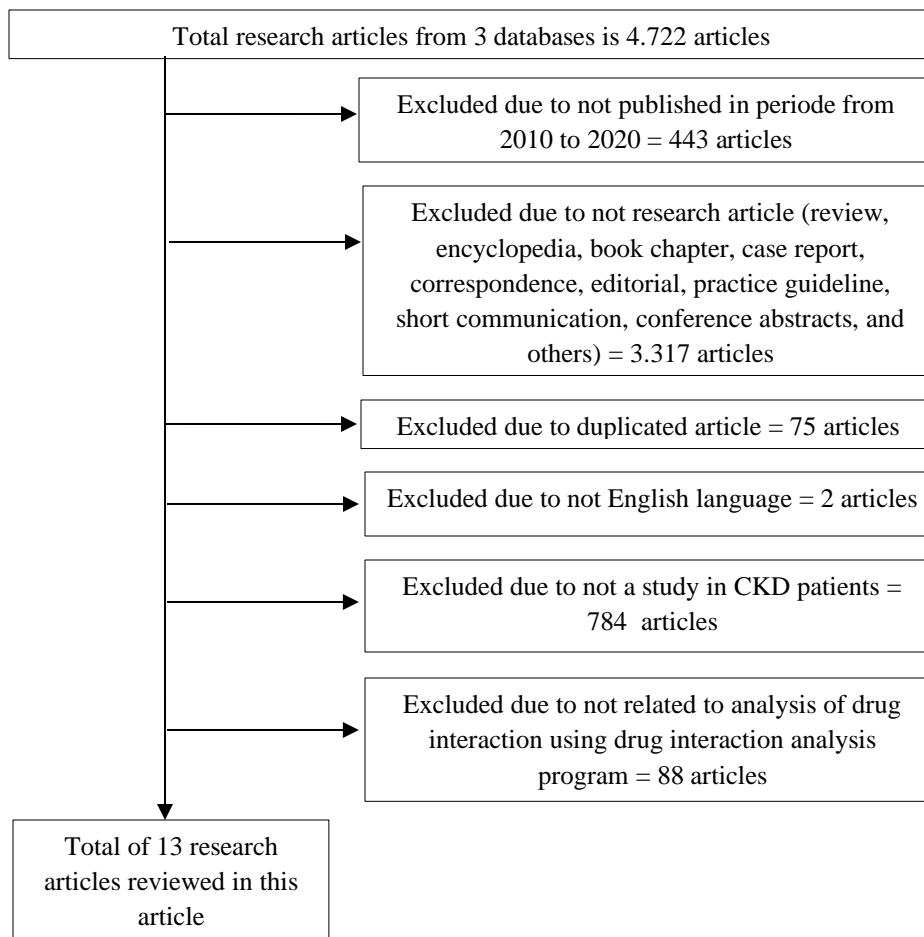 Total research articles from 3 databases is 4.722 articles
Excluded due to not published in periode from
2010 to 2020 = 443 articles
Excluded due to not research article (review,
encyclopedia, book chapter, case report,
correspondence, editorial, practice guideline,
short communication, conference abstracts, and
others) = 3.317 articles
Excluded due to duplicated article = 75 articles
Excluded due to not English language = 2 articles
Excluded due to not a study in CKD patients =
784 articles
Excluded due to not related to analysis of drug
interaction using drug interaction analysis
program = 88 articles
Total of 13 research
articles reviewed in this
article